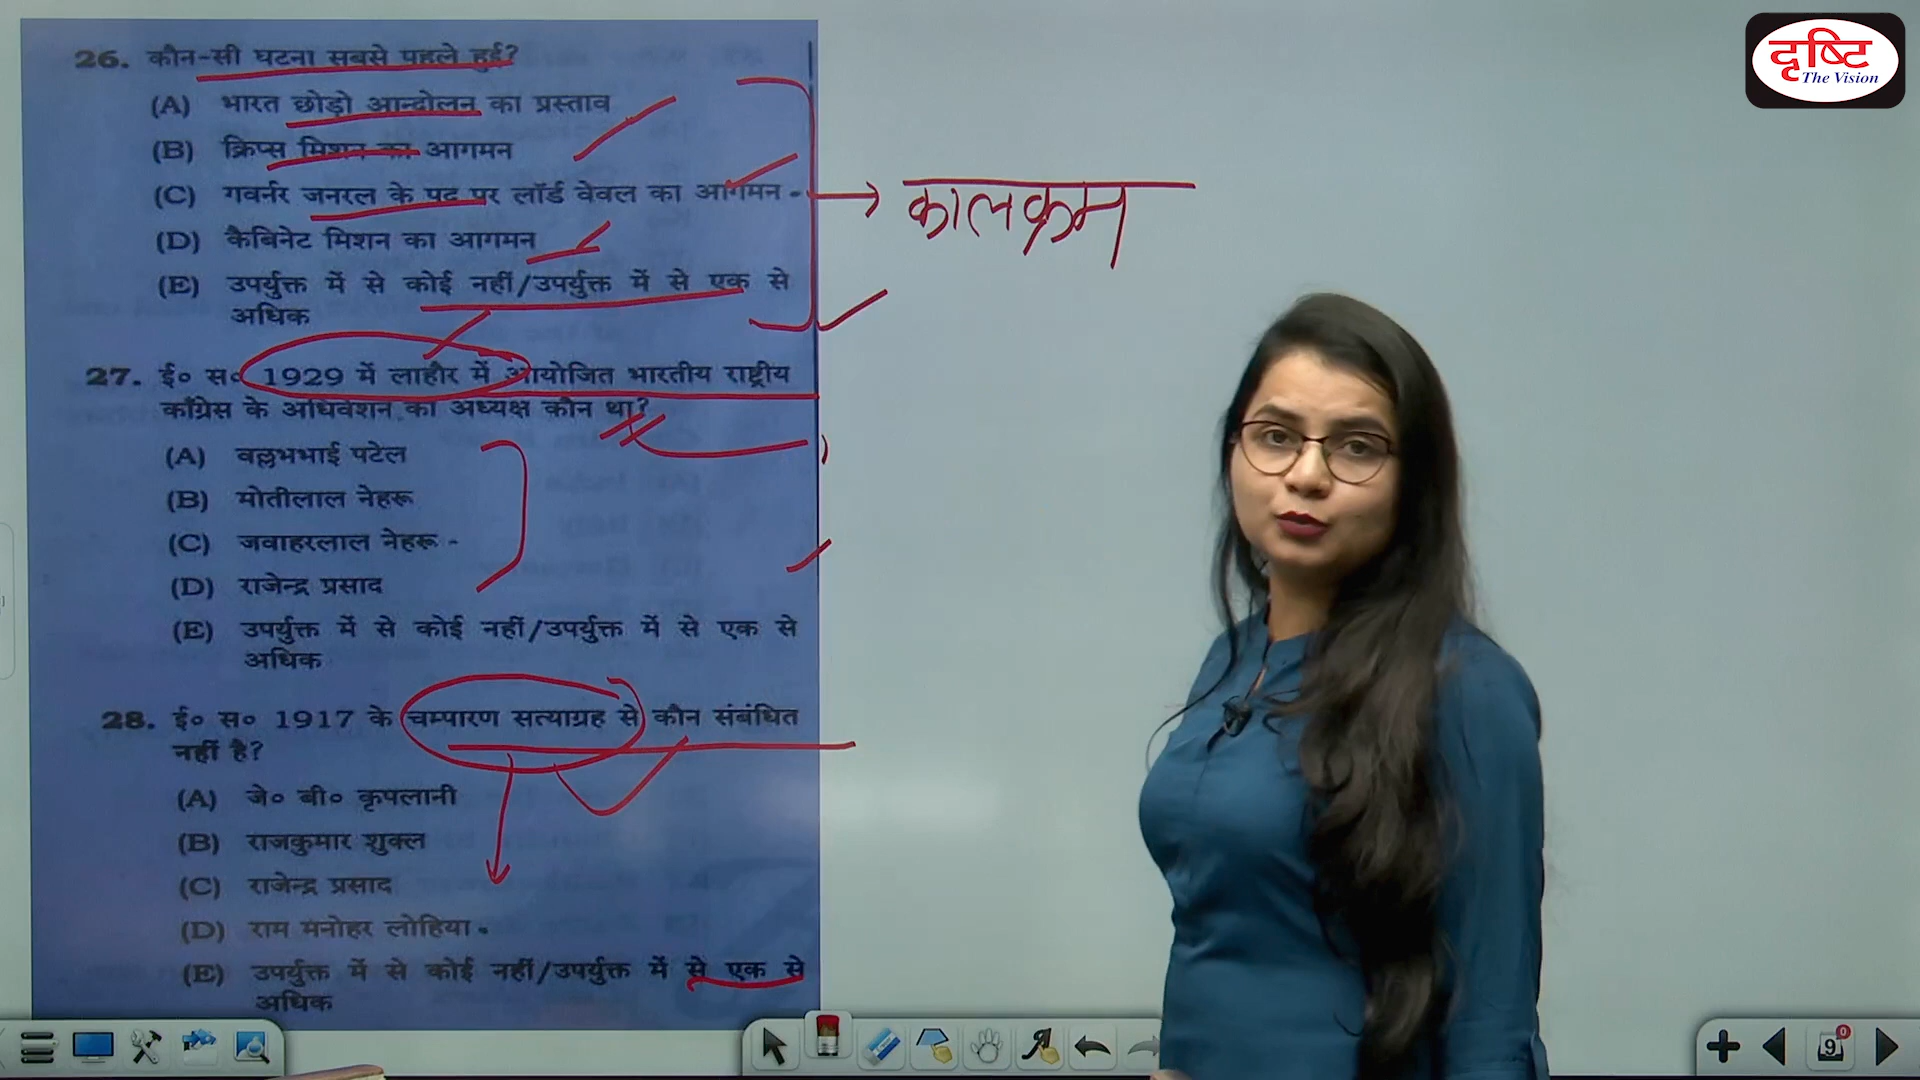 26. कौन-सी घटना सबसे पहले हुई?
(A) भारत छोड़ो आन्दोलन का प्रस्ताव
(B) क्रिप्स मिशन का आगमन
(C) गवर्नर जनरल के पद पर लॉर्ड वेवल का आगमन -
(D) कैबिनेट मिशन का आगमन
(E) उपर्युक्त में से कोई नहीं/उपर्युक्त में से एक से
अधिक
27. ई० स० 1929 में लाहौर में आयोजित भारतीय राष्ट्रीय
काँग्रेस के अधिवेशन का अध्यक्ष कौन था?
(A) वल्लभभाई पटेल
(B) मोतीलाल नेहरू
(C) जवाहरलाल नेहरू -
(D) राजेन्द्र प्रसाद
(E) उपर्युक्त में से कोई नहीं/उपर्युक्त में से एक से
अधिक
28. ई० स० 1917 के चम्पारण सत्याग्रह से कौन संबंधित
नहीं है?
(A) जे० बी० कृपलानी
(B) राजकुमार शुक्ल
(C) राजेन्द्र प्रसाद
(D) राम मनोहर लोहिया .
(E) उपर्युक्त में से कोई नहीं/उपर्युक्त में से एक से
अधिक
कालक्रम
दृष्टि
The Vision
9
0